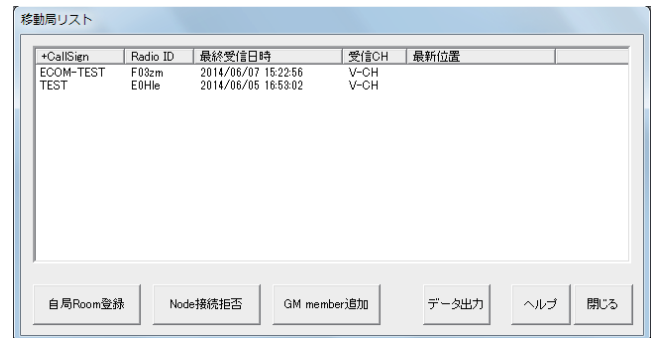 移動局リスト
+CallSign Radio ID 最終受信日時 受信CH 最新位置
ECOM-TEST F03zm 2014/06/07 15:22:56 V-CH
TEST E0Hle 2014/06/05 16:53:02 V-CH
自局Room登録 Node接続拒否 GM member追加 データ出力 ヘルプ 閉じる